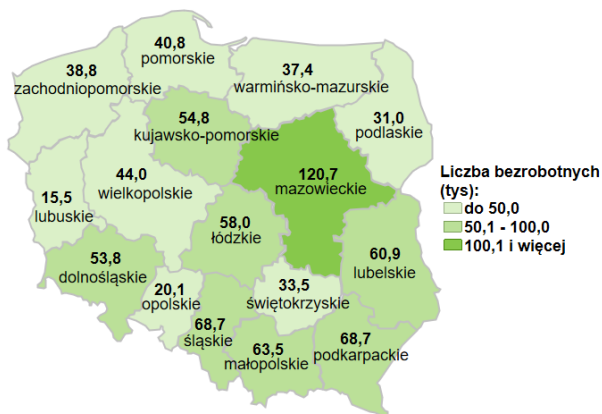 40,8
pomorskie
38,8
zachodniopomorskie
37,4
warmińsko-mazurskie
54,8
kujawsko-pomorskie
31,0
podlaskie
44,0
wielkopolskie
120,7
mazowieckie
15,5
lubuskie
58,0
łódzkie
60,9
lubelskie
53,8
dolnośląskie
20,1
opolskie
33,5
świętokrzyskie
68,7
śląskie
63,5
małopolskie
68,7
podkarpackie
Liczba bezrobotnych
(tys):
do 50,0
50,1 - 100,0
100,1 i więcej